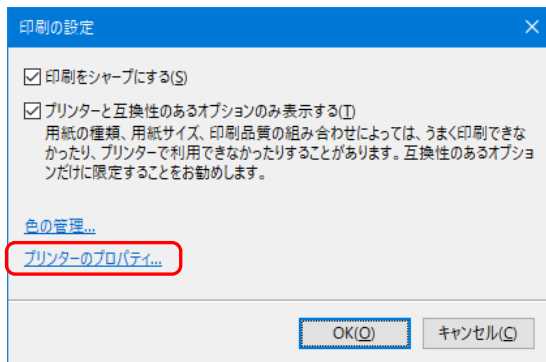 印刷の設定
印刷をシャープにする(S)
プリンターと互換性のあるオプションのみ表示する(T)
用紙の種類、用紙サイズ、印刷品質の組み合わせによっては、うまく印刷できな
かったり、プリンターで利用できなかったりすることがあります。互換性のあるオプショ
ンだけに限定することをお勧めします。
色の管理...
プリンターのプロパティ...
OK(O) キャンセル(C)